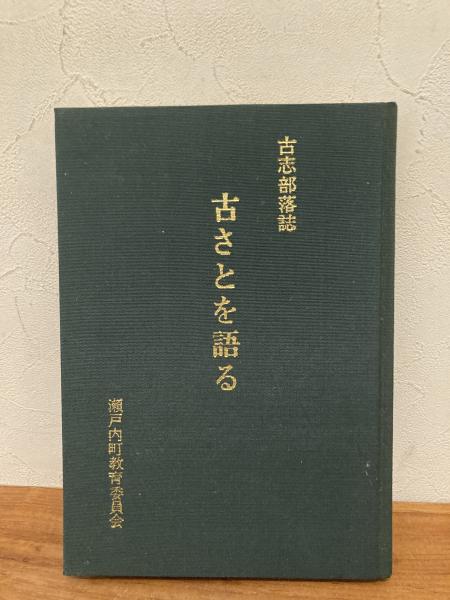 古志部落誌
古さとを語る
瀬戸内町教育委員会